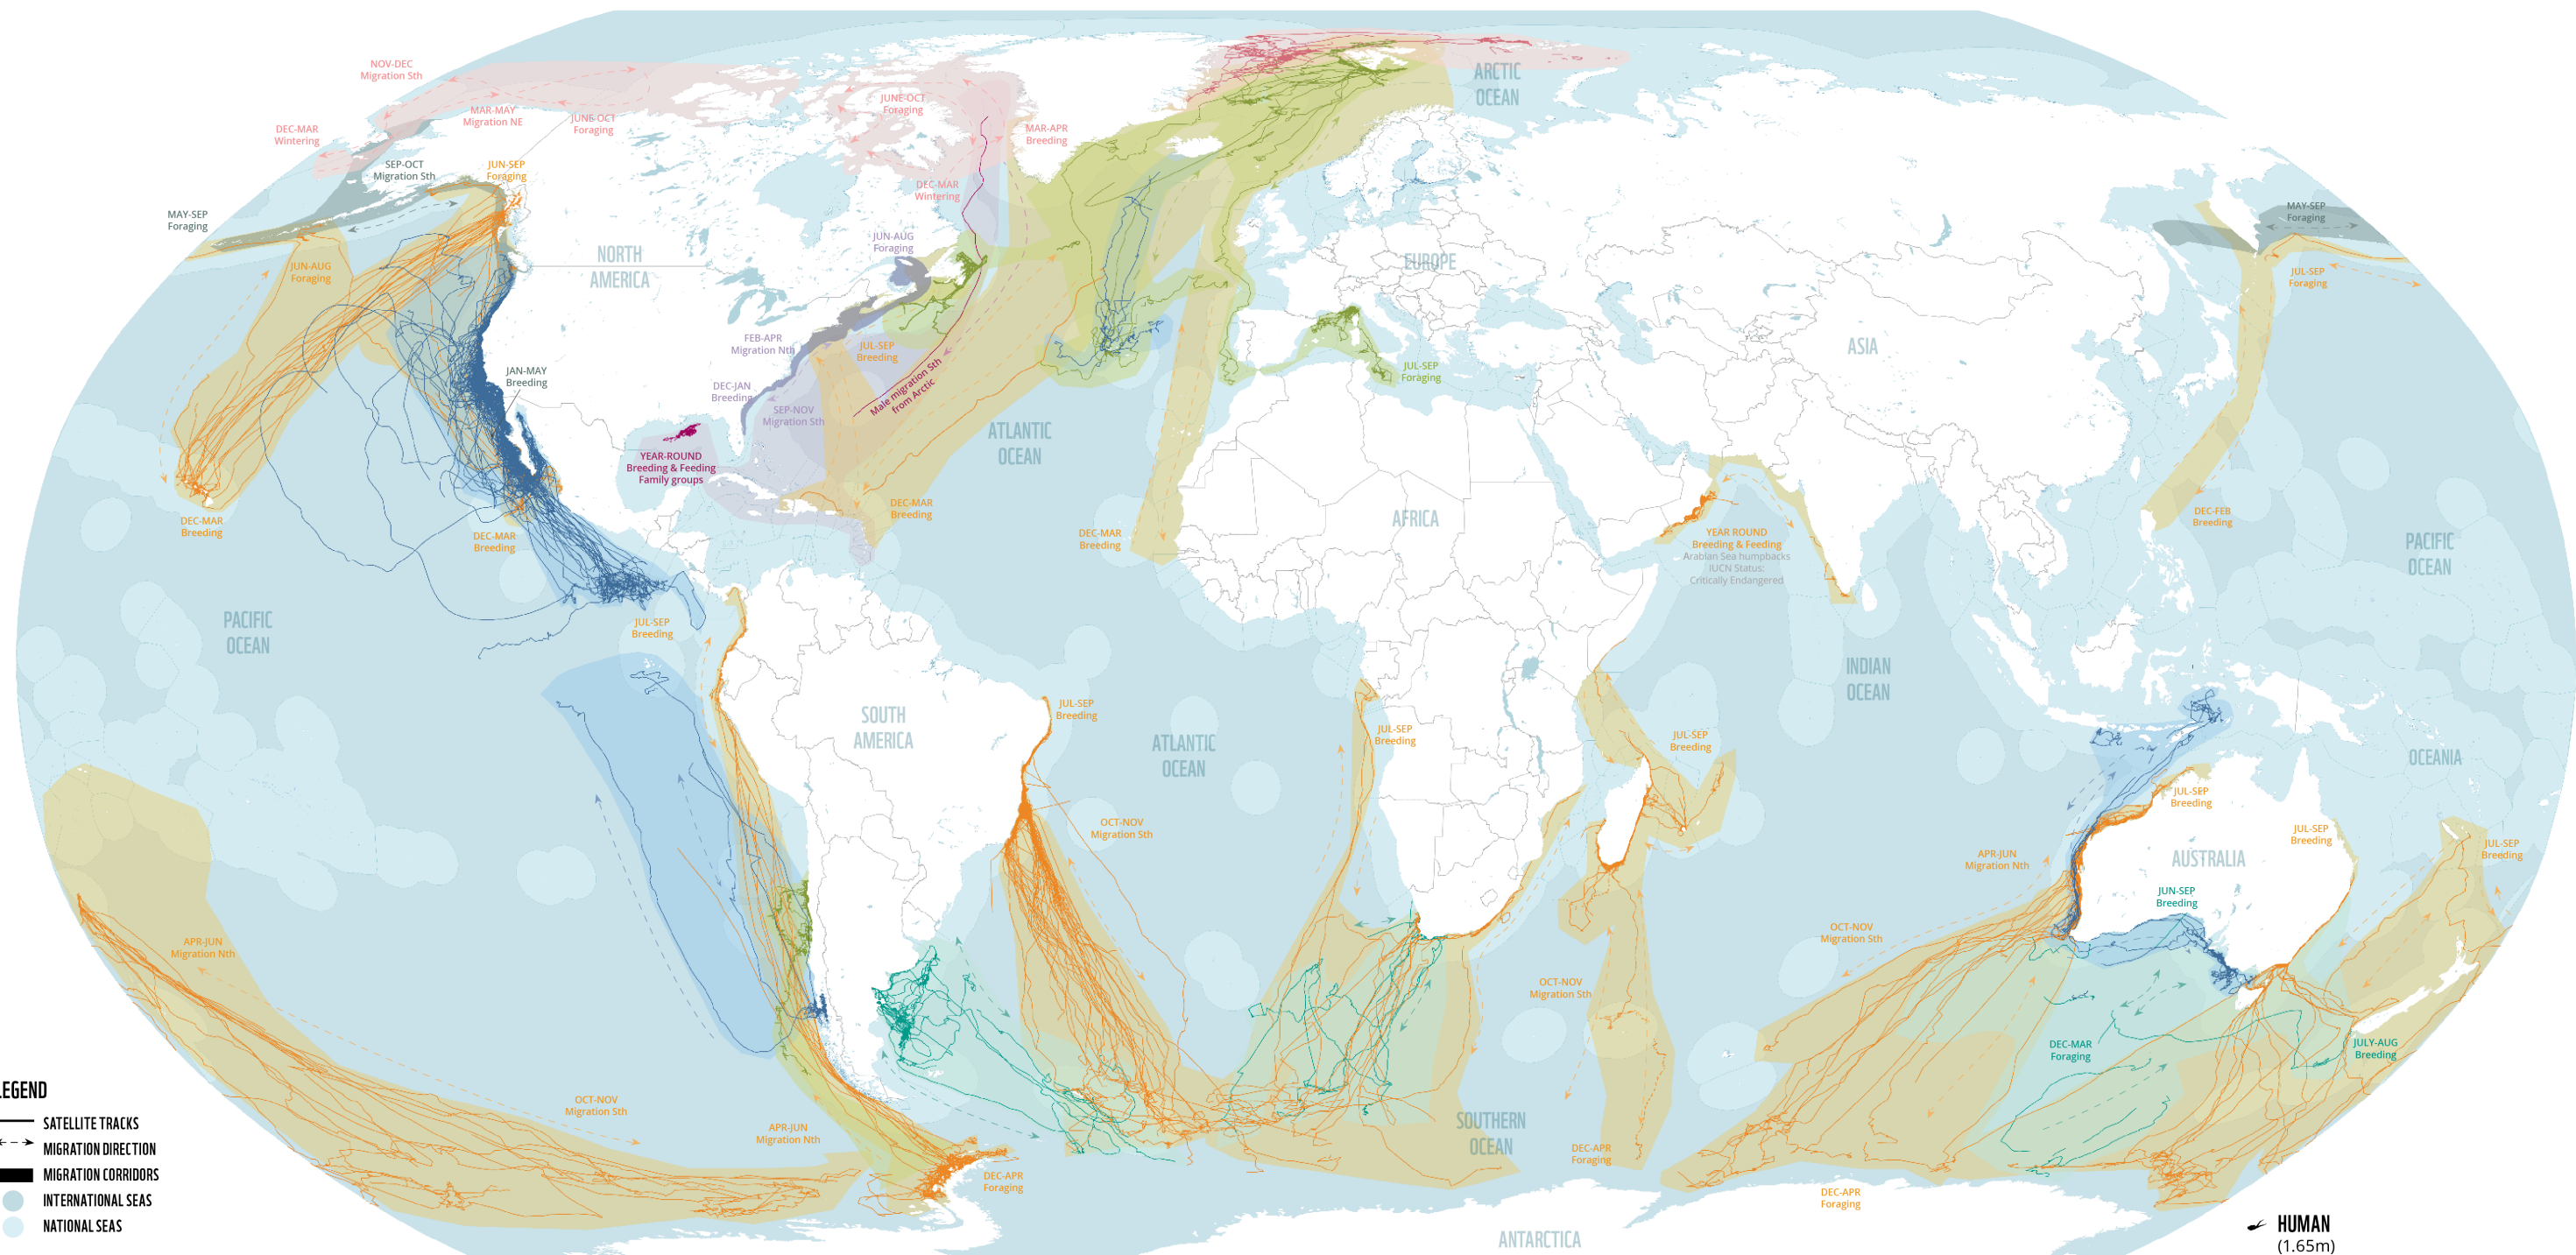 NOV-DEC
Migration Sth
MAR-MAY
Migration NE
DEC-MAR
Wintering
JUNE-OCT
Foraging
JUNE-OCT
Foraging
MAR-APR
Breeding
ARCTIC
OCEAN
SEP-OCT
Migration Sth
JUN-SEP
Foraging
DEC-MAR
Wintering
MAY-SEP
Foraging
MAY-SEP
Foraging
JUN-AUG
Foraging
NORTH
AMERICA
JUN-AUG
Foraging
EUROPE
JUL-SEP
Foraging
FEB-APR
Migration Nth
JUL-SEP
Breeding
ASIA
JAN-MAY
Breeding
DEC-JAN
Breeding
Male migration Sth
from Arctic
JUL-SEP
Foraging
SEP-NOV
Migration Sth
ATLANTIC
OCEAN
YEAR-ROUND
Breeding & Feeding
Family groups
DEC-MAR
Breeding
DEC-MAR
Breeding
DEC-MAR
Breeding
DEC-MAR
Breeding
AFRICA
YEAR ROUND
Breeding & Feeding
Arabian Sea humpbacks
IUCN Status:
Critically Endangered
DEC-FEB
Breeding
PACIFIC
OCEAN
PACIFIC
OCEAN
JUL-SEP
Breeding
INDIAN
OCEAN
SOUTH
AMERICA
JUL-SEP
Breeding
ATLANTIC
OCEAN
JUL-SEP
Breeding
JUL-SEP
Breeding
OCEANIA
JUL-SEP
Breeding
OCT-NOV
Migration Sth
JUL-SEP
Breeding
JUL-SEP
Breeding
APR-JUN
Migration Nth
AUSTRALIA
JUN-SEP
Breeding
APR-JUN
Migration Nth
OCT-NOV
Migration Sth
OCT-NOV
Migration Sth
DEC-MAR
Foraging
JULY-AUG
Breeding
OCT-NOV
Migration Sth
APR-JUN
Migration Nth
SOUTHERN
OCEAN
DEC-APR
Foraging
DEC-APR
Foraging
DEC-APR
Foraging
ANTARCTICA
LEGEND
SATELLITE TRACKS
MIGRATION DIRECTION
MIGRATION CORRIDORS
INTERNATIONAL SEAS
NATIONAL SEAS
HUMAN
(1.65m)